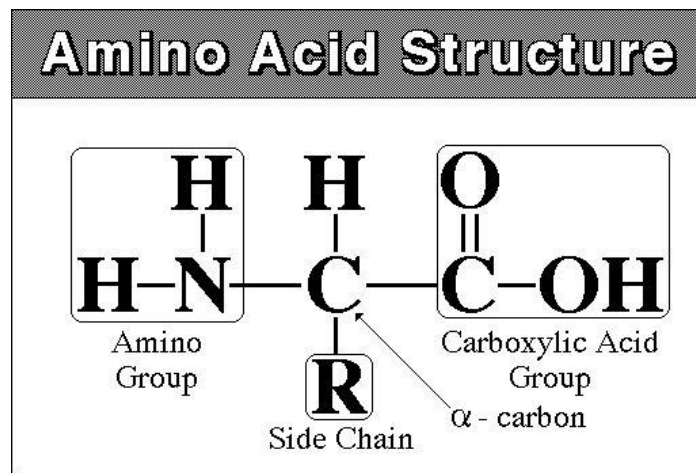 Amino Acid Structure
H H O
H N C C OH
Amino Group
Carboxylic Acid Group
R
α - carbon
Side Chain